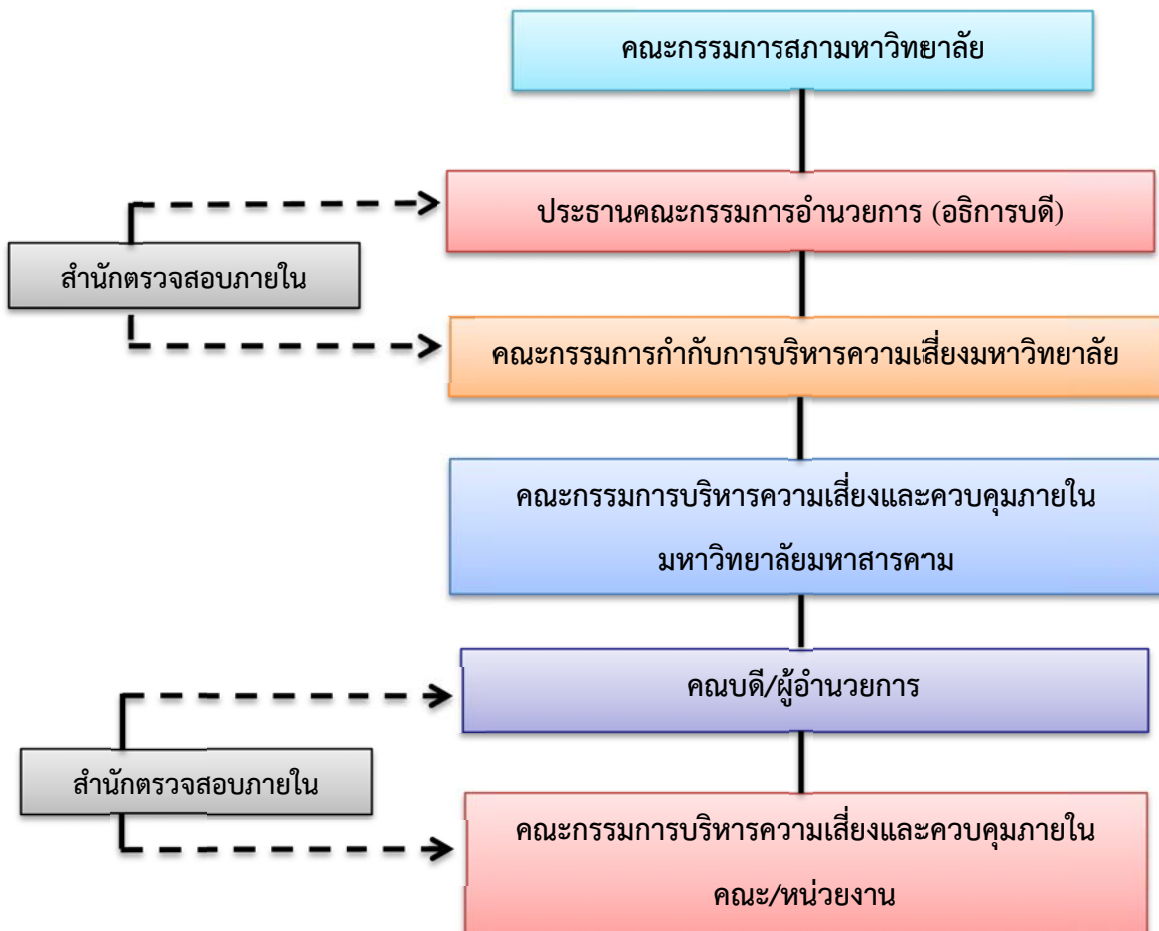 คณะกรรมการสภามหาวิทยาลัย
ประธานคณะกรรมการอำนวยการ (อธิการบดี)
สำนักตรวจสอบภายใน
คณะกรรมการกำกับการบริหารความเสี่ยงมหาวิทยาลัย
คณะกรรมการบริหารความเสี่ยงและควบคุมภายใน
มหาวิทยาลัยมหาสารคาม
คณบดี/ผู้อำนวยการ
สำนักตรวจสอบภายใน
คณะกรรมการบริหารความเสี่ยงและควบคุมภายใน
คณะ/หน่วยงาน